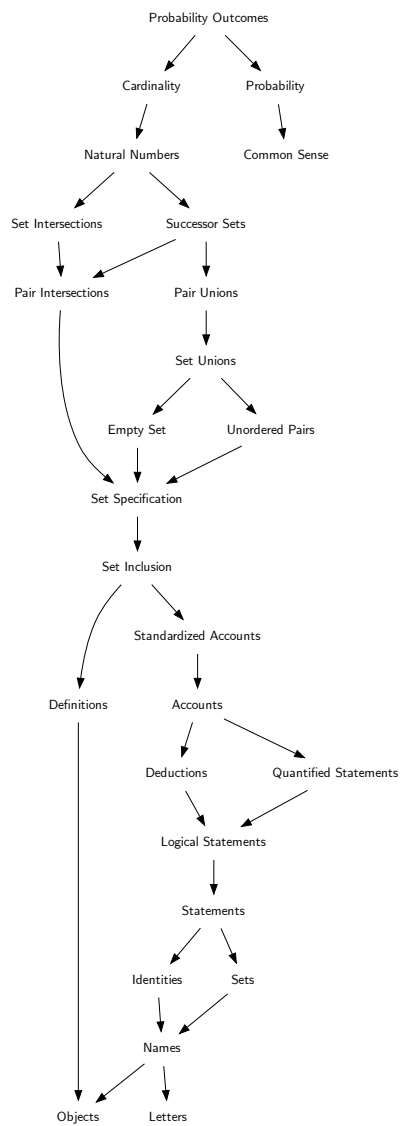 Probability Outcomes
Cardinality
Probability
Natural Numbers
Common Sense
Set Intersections
Successor Sets
Pair Intersections
Pair Unions
Set Unions
Empty Set
Unordered Pairs
Set Specification
Set Inclusion
Standardized Accounts
Definitions
Accounts
Deductions
Quantified Statements
Logical Statements
Statements
Identities
Sets
Names
Objects
Letters